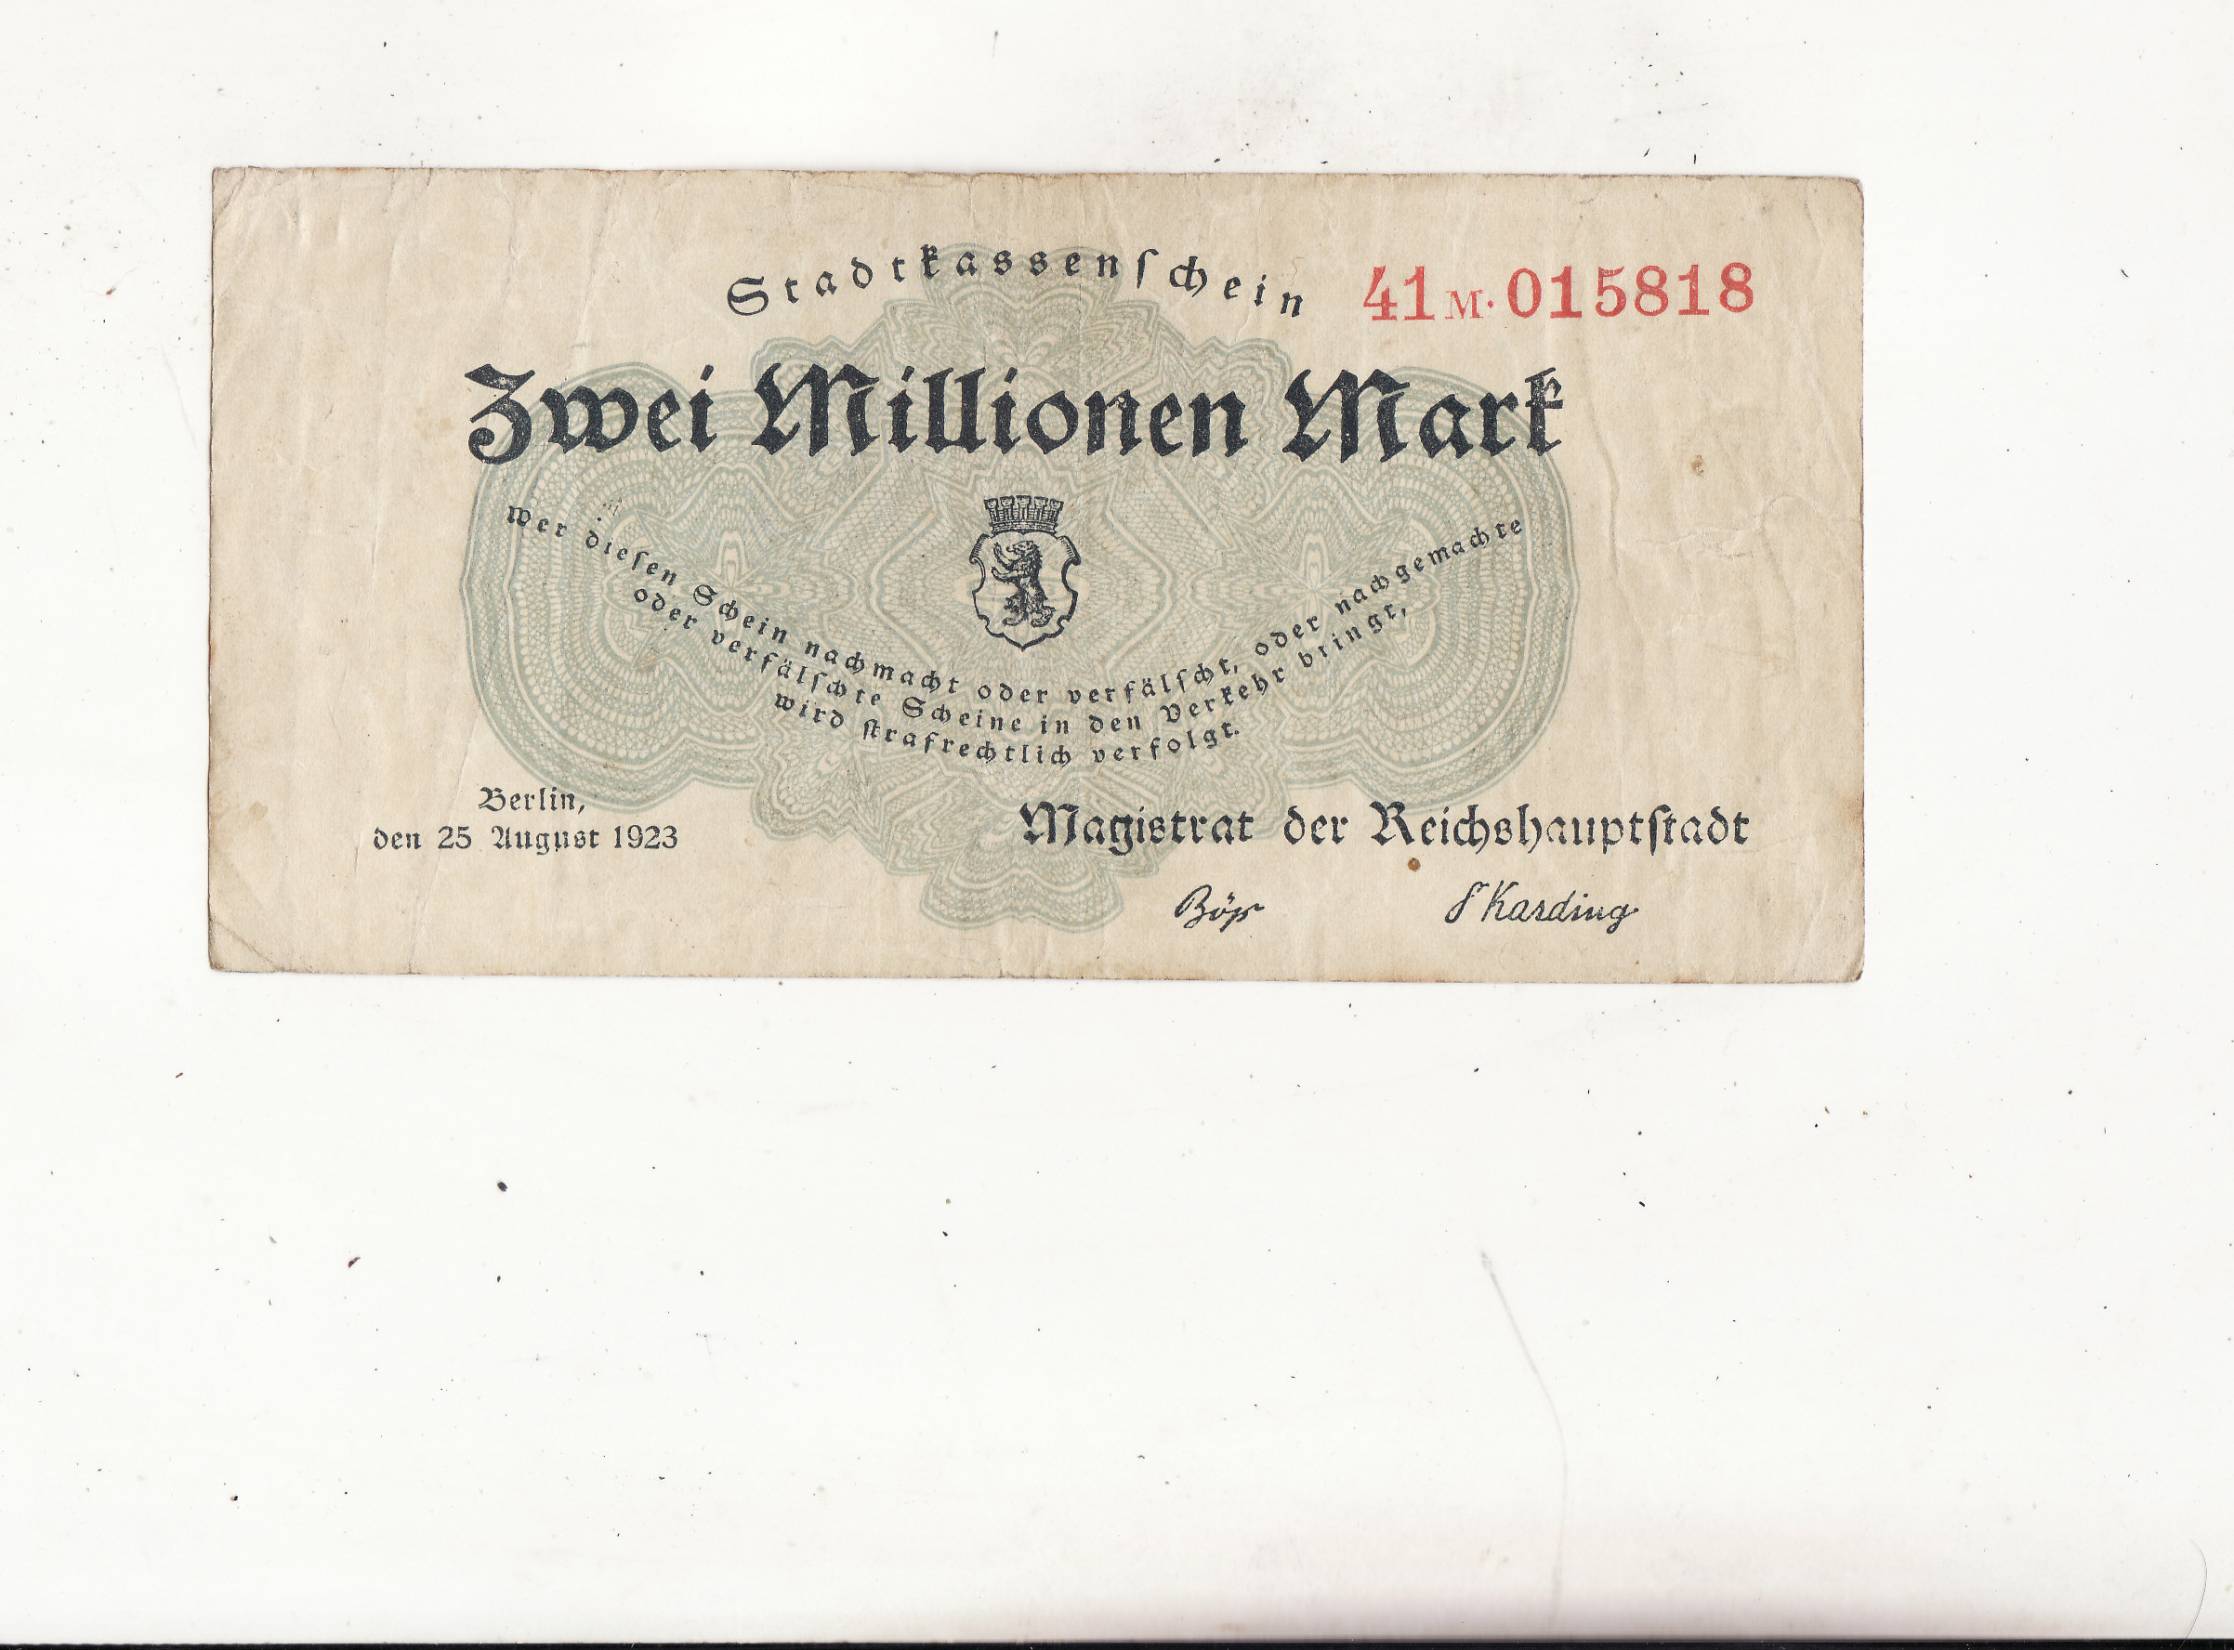 Stadtkassenschein
41 M· 015818
Zwei Millionen Mark
wer diesen Schein nachmacht oder verfälscht, oder nachgemachte
oder verfälschte Scheine in den Verkehr bringt,
wird strafrechtlich verfolgt.
Berlin,
den 25 August 1923
Magistrat der Reichshauptstadt
Böß
Karding